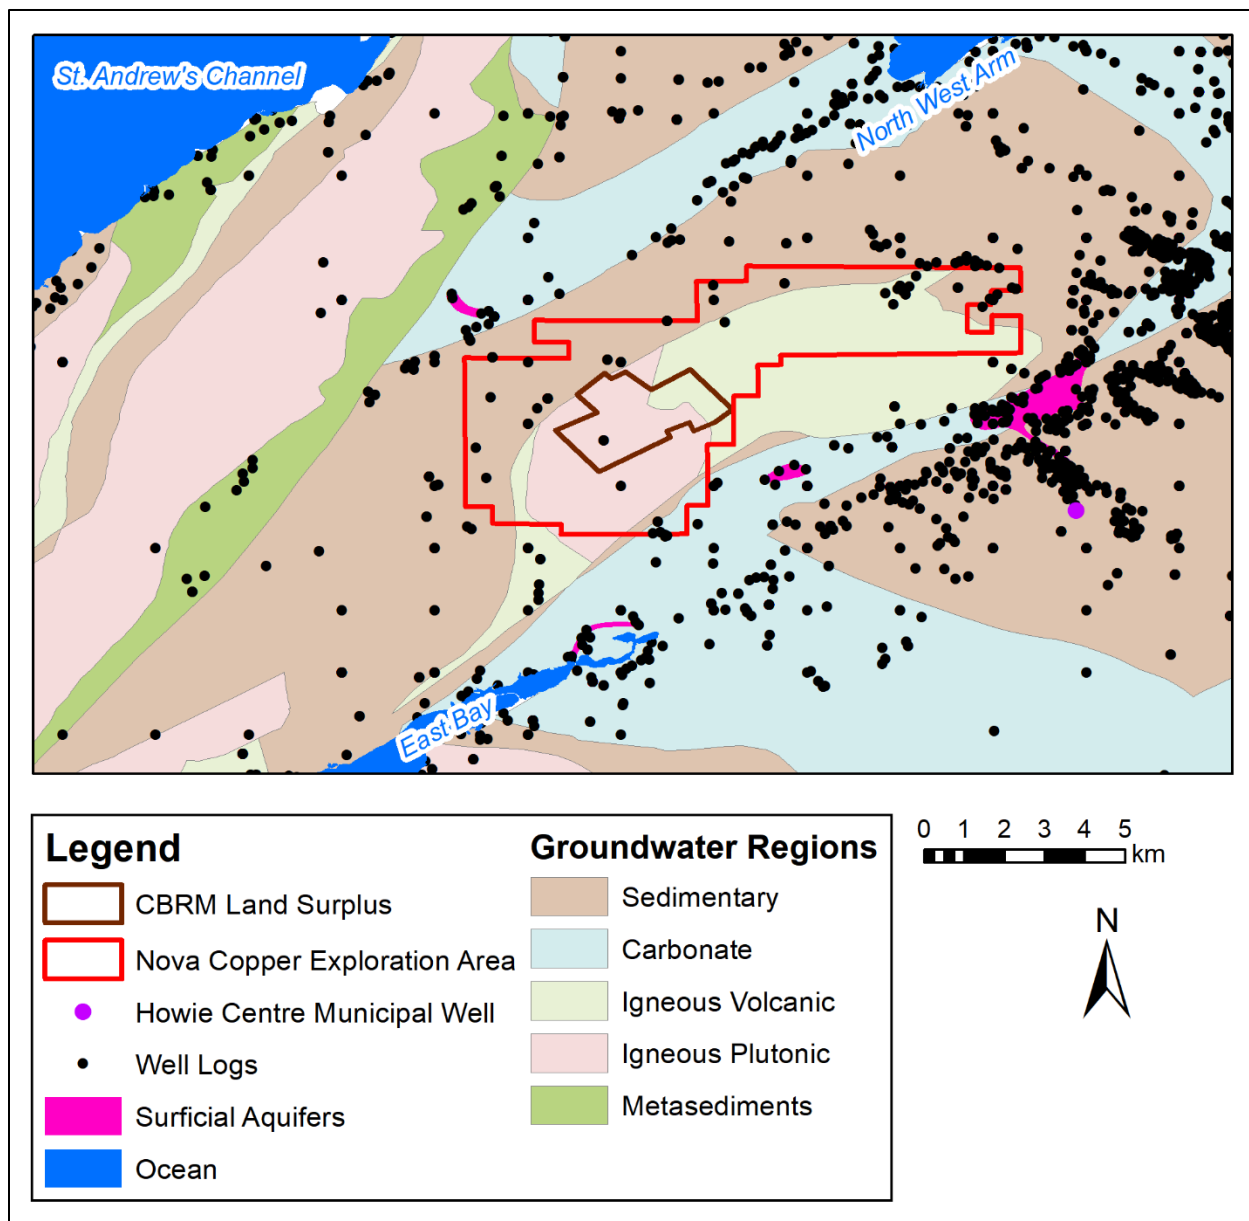 St. Andrew's Channel
North West Arm
East Bay
Legend
CBRM Land Surplus
Nova Copper Exploration Area
Howie Centre Municipal Well
Well Logs
Surficial Aquifers
Ocean
Groundwater Regions
Sedimentary
Carbonate
Igneous Volcanic
Igneous Plutonic
Metasediments
0 1 2 3 4 5
km
N